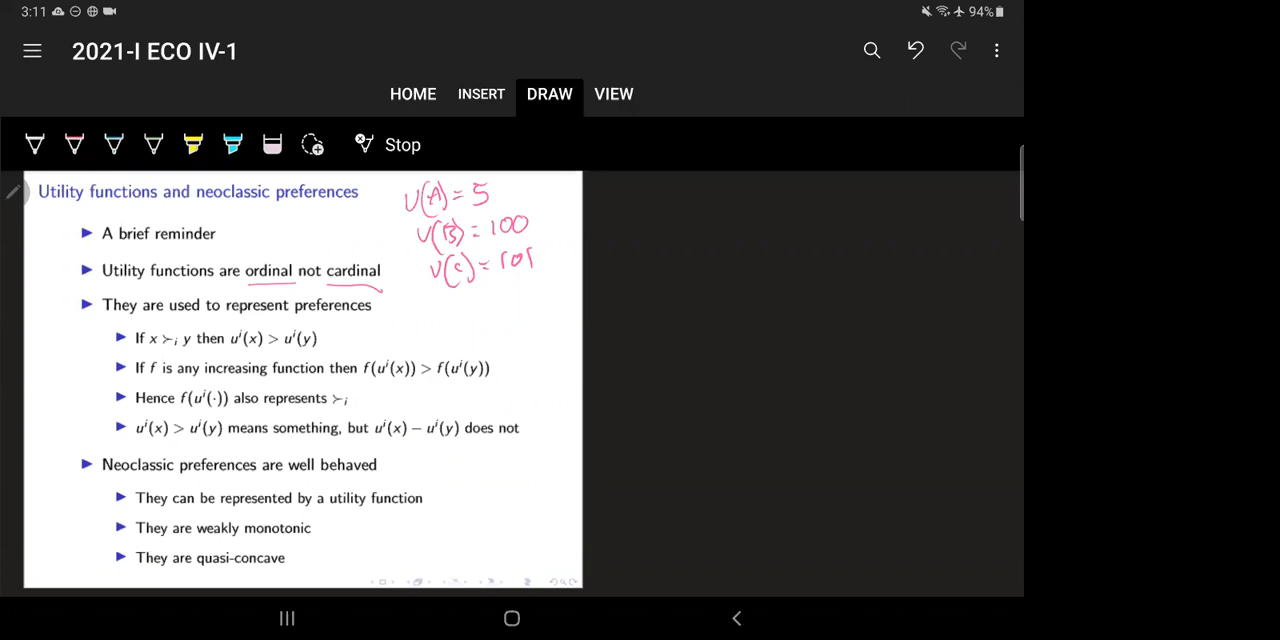 3:11
94%
2021-I ECO IV-1
HOME INSERT DRAW VIEW
Stop
Utility functions and neoclassic preferences
U(A) = 5
▶ A brief reminder
U(B) = 100
▶ Utility functions are ordinal not cardinal
U(C) = 101
▶ They are used to represent preferences
▶ If x ≻ᵢ y then uⁱ(x) > uⁱ(y)
▶ If f is any increasing function then f(uⁱ(x)) > f(uⁱ(y))
▶ Hence f(uⁱ(·)) also represents ≻ᵢ
▶ uⁱ(x) > uⁱ(y) means something, but uⁱ(x) − uⁱ(y) does not
▶ Neoclassic preferences are well behaved
▶ They can be represented by a utility function
▶ They are weakly monotonic
▶ They are quasi-concave